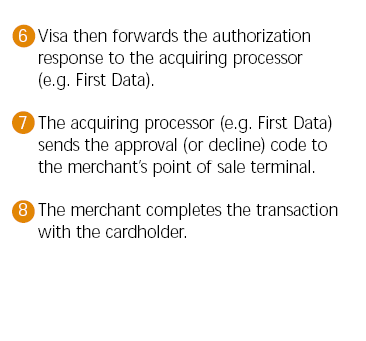 6 Visa then forwards the authorization
response to the acquiring processor
(e.g. First Data).
7 The acquiring processor (e.g. First Data)
sends the approval (or decline) code to
the merchant's point of sale terminal.
8 The merchant completes the transaction
with the cardholder.